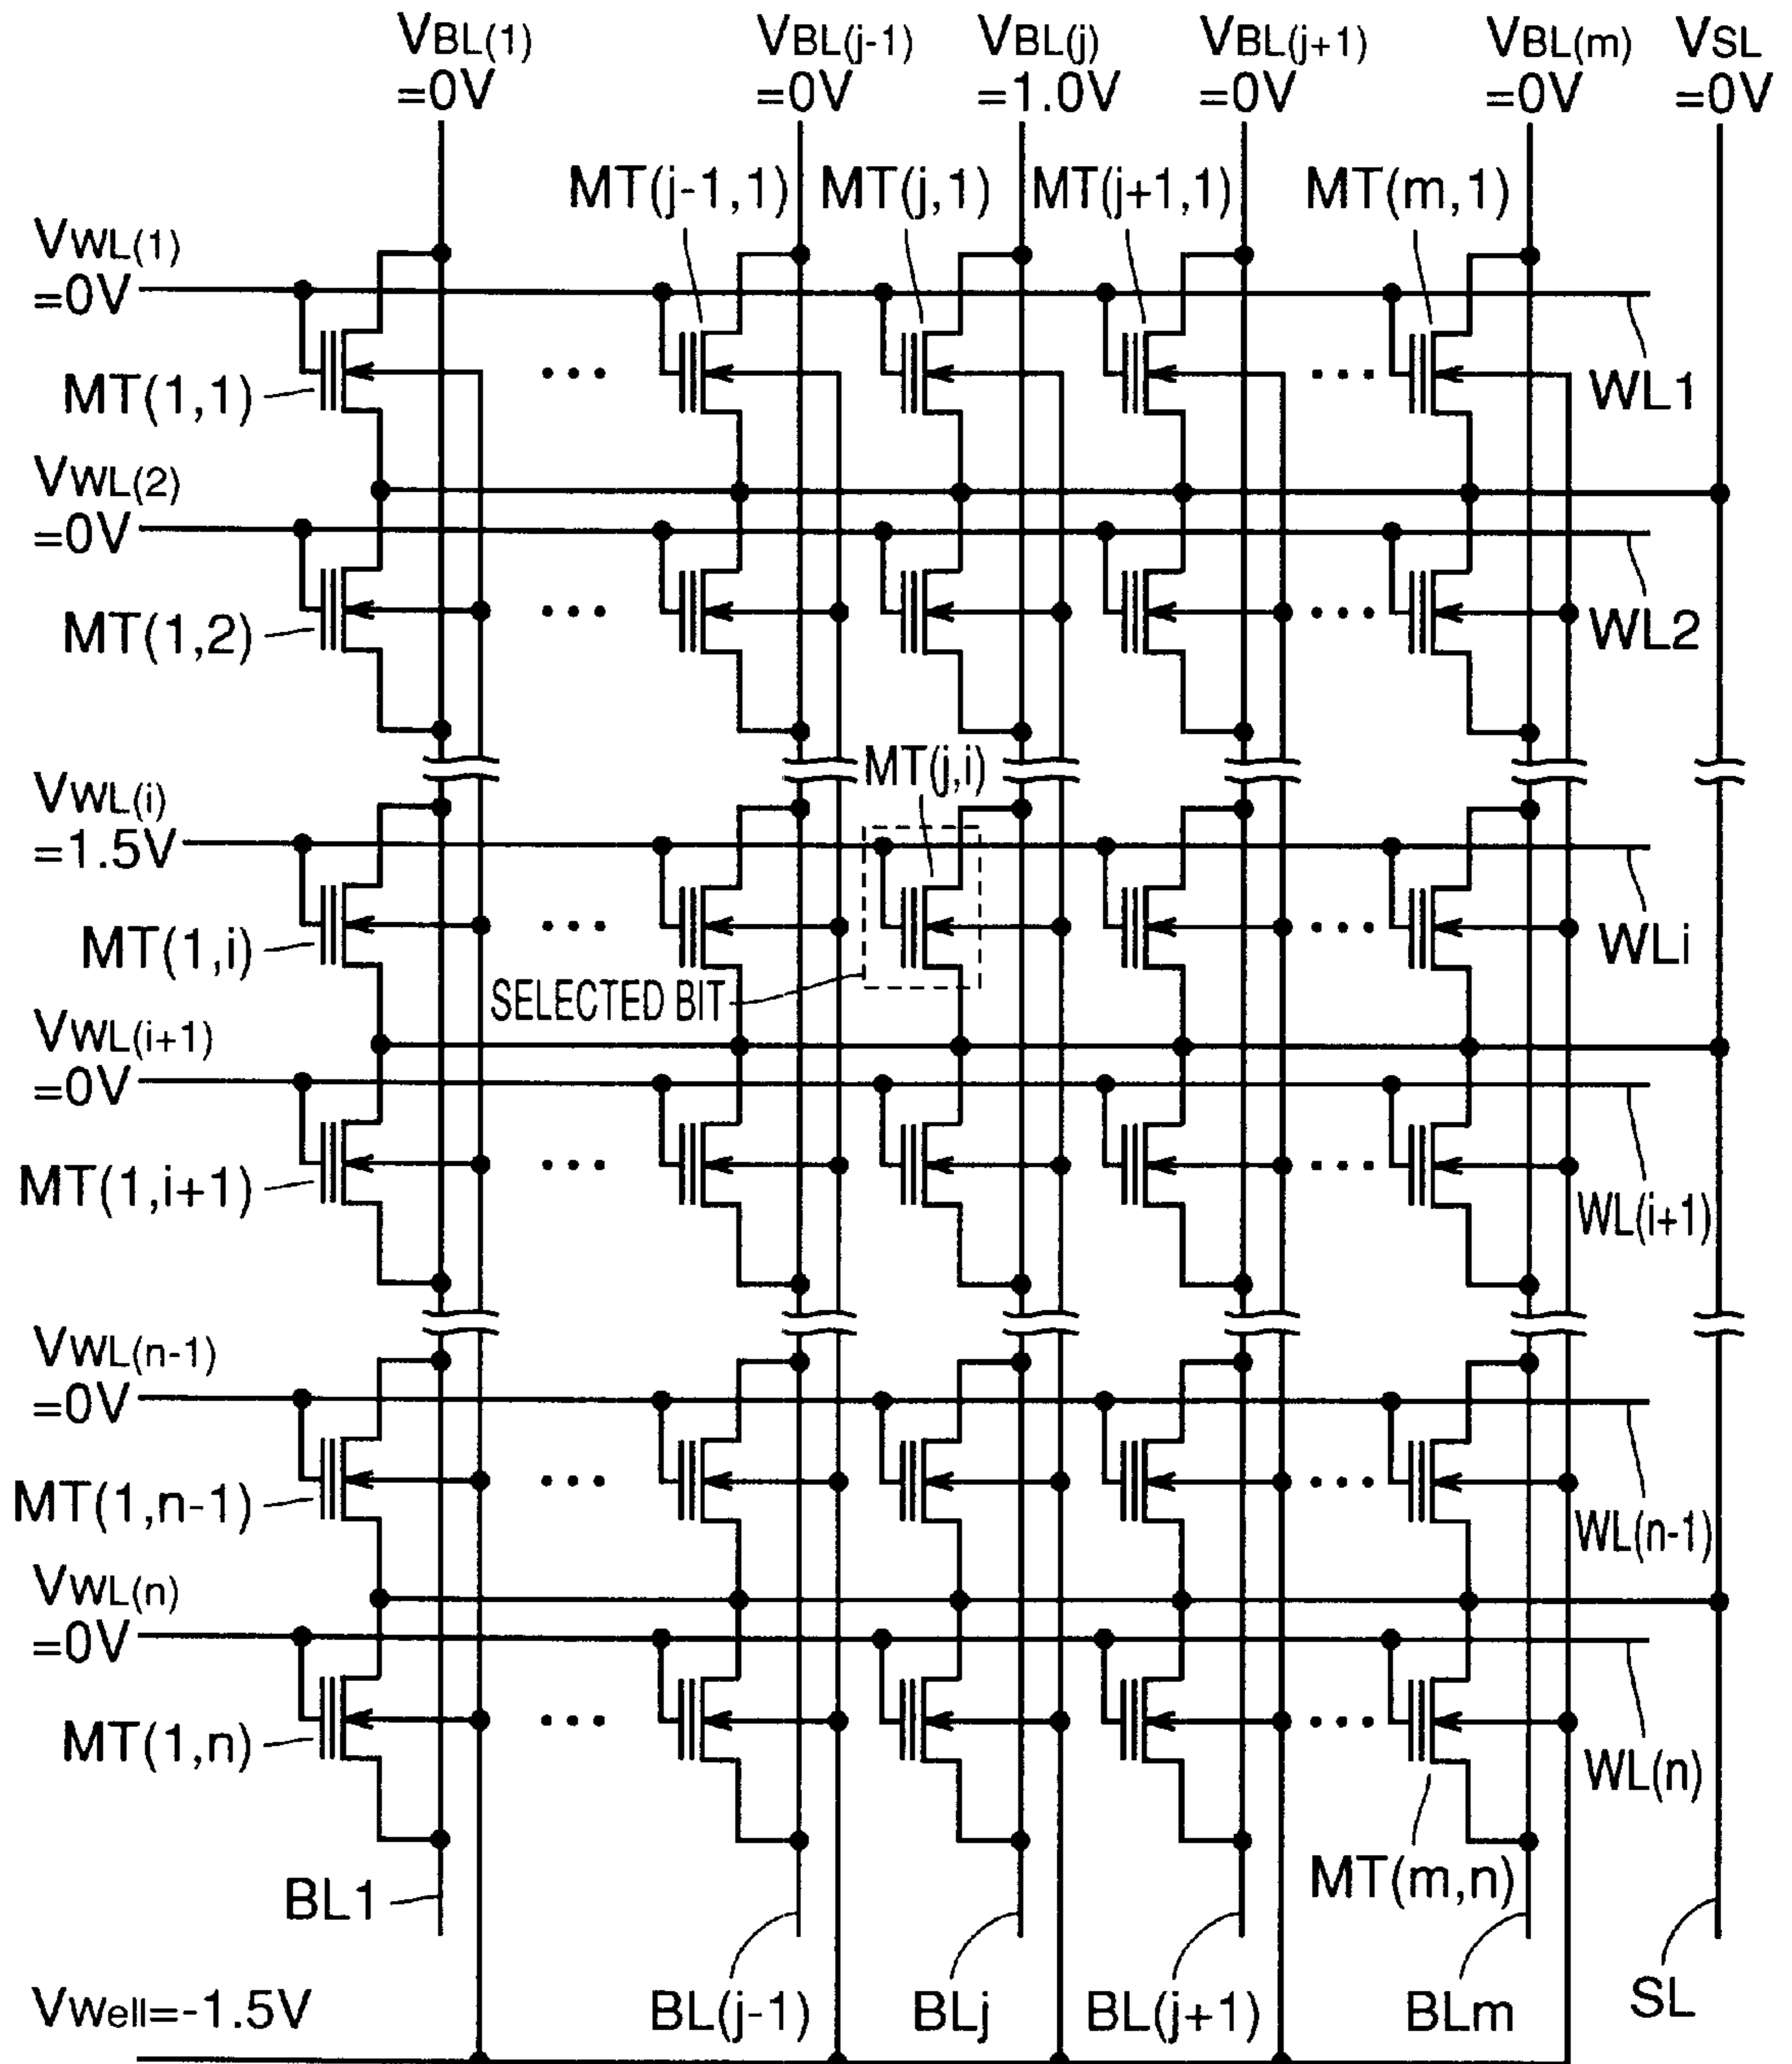 VBL(1) VBL(j-1) VBL(j) VBL(j+1) VBL(m) VSL
=0V =0V =1.0V =0V =0V =0V
MT(j-1,1) MT(j,1) MT(j+1,1) MT(m,1)
VWL(1)
=0V
MT(1,1) ... ... WL1
VWL(2)
=0V
MT(1,2) ... ... WL2
MT(j,i)
VWL(i)
=1.5V
MT(1,i) ... ... WLi
SELECTED BIT
VWL(i+1)
=0V
MT(1,i+1) ... ... WL(i+1)
VWL(n-1)
=0V
MT(1,n-1) ... ... WL(n-1)
VWL(n)
=0V
MT(1,n) ... ... WL(n)
BL1 MT(m,n)
VWell=-1.5V BL(j-1) BLj BL(j+1) BLm SL